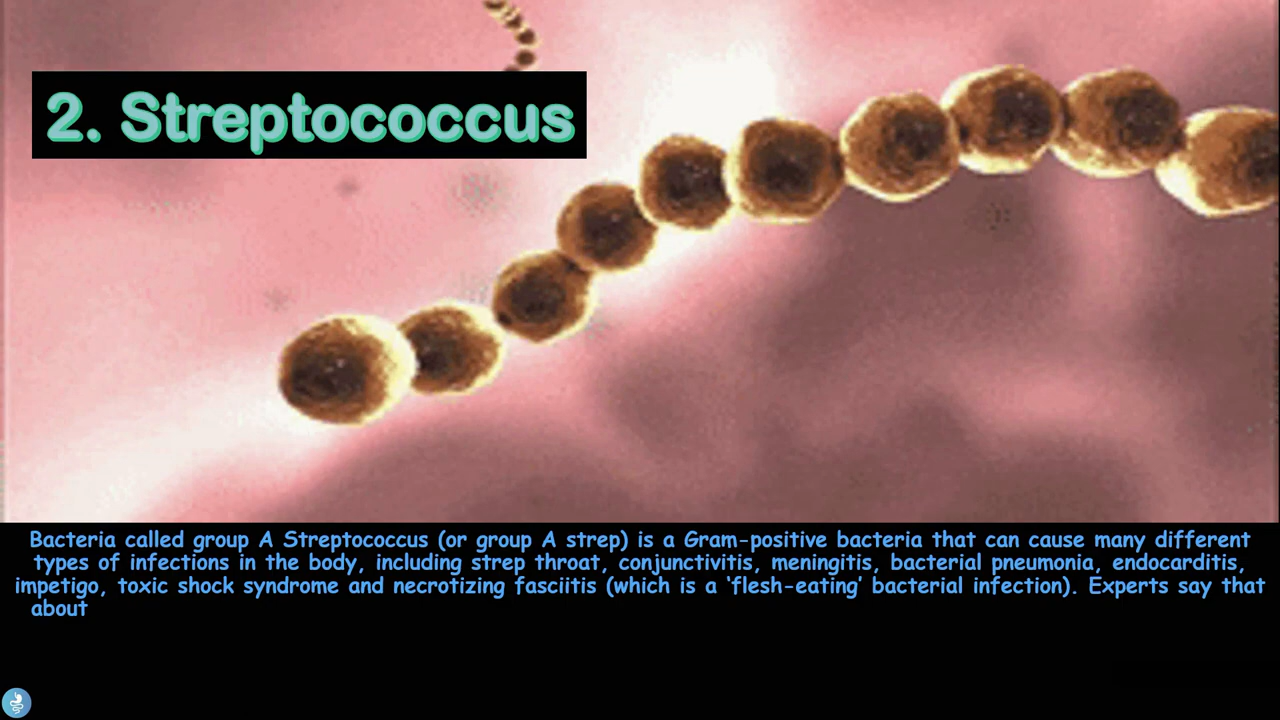 2. Streptococcus
Bacteria called group A Streptococcus (or group A strep) is a Gram-positive bacteria that can cause many different
types of infections in the body, including strep throat, conjunctivitis, meningitis, bacterial pneumonia, endocarditis,
impetigo, toxic shock syndrome and necrotizing fasciitis (which is a ‘flesh-eating’ bacterial infection). Experts say that
about